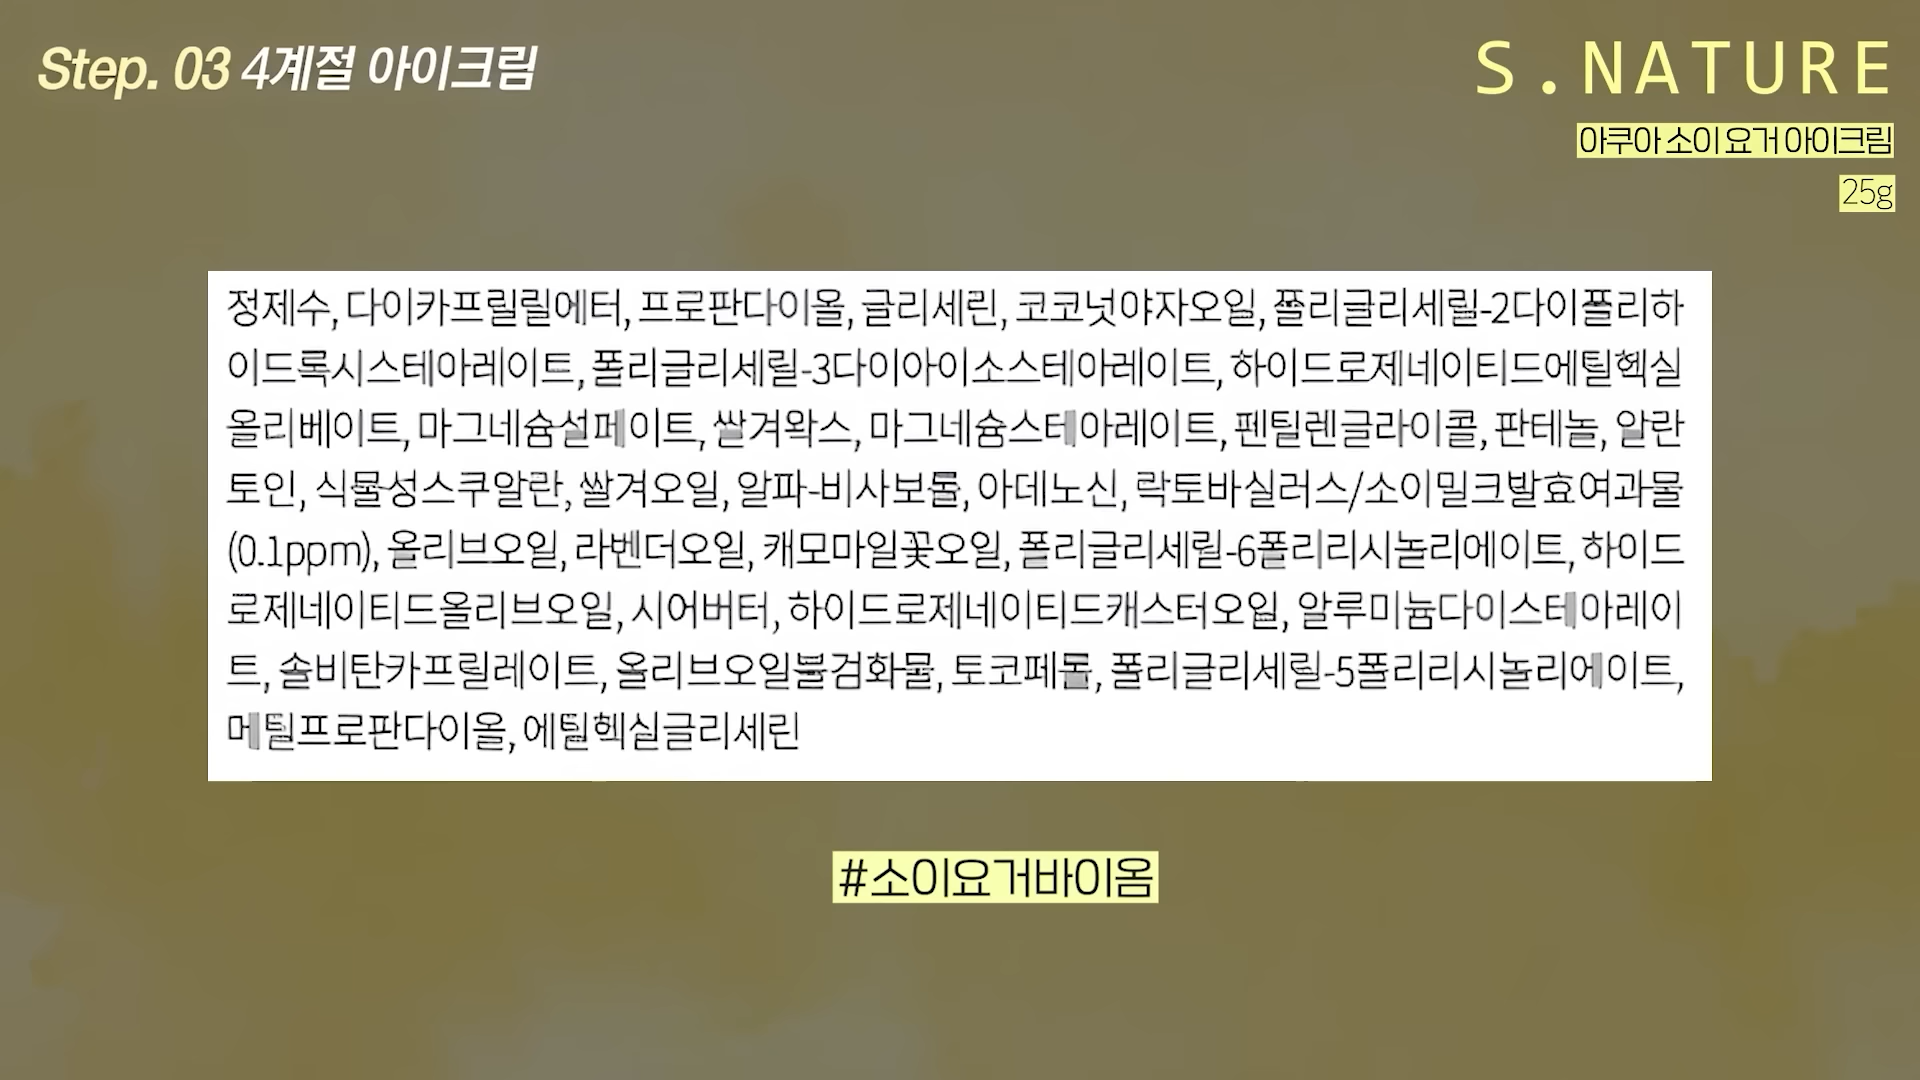 Step. 03 4계절 아이크림
S.NATURE
아쿠아 소이 요거 아이크림
25g
정제수, 다이카프릴릴에터, 프로판다이올, 글리세린, 코코넛야자오일, 폴리글리세릴-2다이폴리하
이드록시스테아레이트, 폴리글리세릴-3다이아이소스테아레이트, 하이드로제네이티드에틸헥실
올리베이트, 마그네슘설페이트, 쌀겨왁스, 마그네슘스테아레이트, 펜틸렌글라이콜, 판테놀, 알란
토인, 식물성스쿠알란, 쌀겨오일, 알파-비사보롤, 아데노신, 락토바실러스/소이밀크발효여과물
(0.1ppm), 올리브오일, 라벤더오일, 캐모마일꽃오일, 폴리글리세릴-6폴리리시놀리에이트, 하이드
로제네이티드올리브오일, 시어버터, 하이드로제네이티드캐스터오일, 알루미늄다이스테아레이
트, 솔비탄카프릴레이트, 올리브오일불검화물, 토코페롤, 폴리글리세릴-5폴리리시놀리에이트,
메틸프로판다이올, 에틸헥실글리세린
#소이요거바이옴